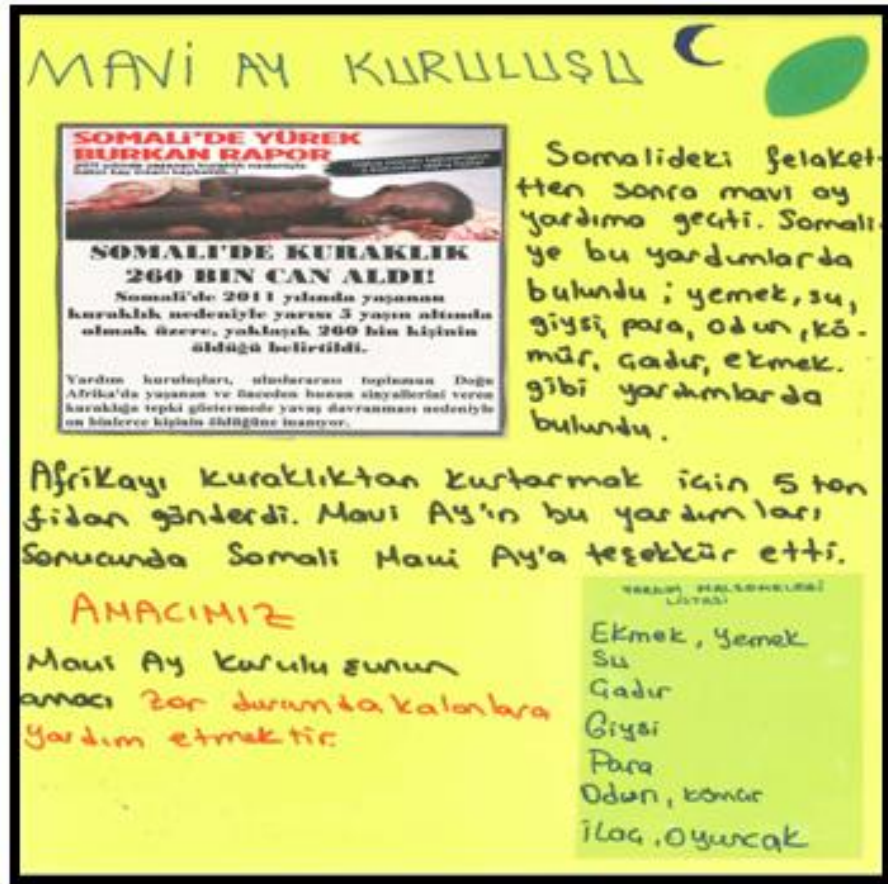 MAVİ AY KURULUŞU
SOMALİ'DE YÜREK
BURKAN RAPOR
SOMALI'DE KURAKLIK
260 BIN CAN ALDI!
Somali'de 2011 yılında yaşanan
kuraklık nedeniyle yarısı 5 yaşın altında
olmak üzere, yaklaşık 260 bin kişinin
öldüğü belirtildi.
Yardım kuruluşları, uluslararası toplumun Doğu
Afrika'da yaşanan ve önceden bunun sinyallerini veren
kuraklığa tepki göstermede yavaş davranması nedeniyle
on binlerce kişinin öldüğüne inanıyor.
Somalideki felaket-
tten sonra mavi ay
yardıma geçti. Somali-
ye bu yardımlarda
bulundu ; yemek, su,
giysi, para, odun, kö-
mür, Çadır, ekmek.
gibi yardımlarda
bulundu.
Afrikayı kuraklıktan kurtarmak için 5 ton
fidan gönderdi. Mavi Ay'ın bu yardımları
Sonucunda Somali Mavi Ay'a teşekkür etti.
AMACIMIZ
Mavi Ay kuruluşunun
amacı zor durumda kalanlara
yardım etmektir.
YARDIM MALZEMELERİ
LİSTASİ
Ekmek, yemek
Su
Çadır
Giysi
Para
Odun, kömür
İlaç, Oyuncak